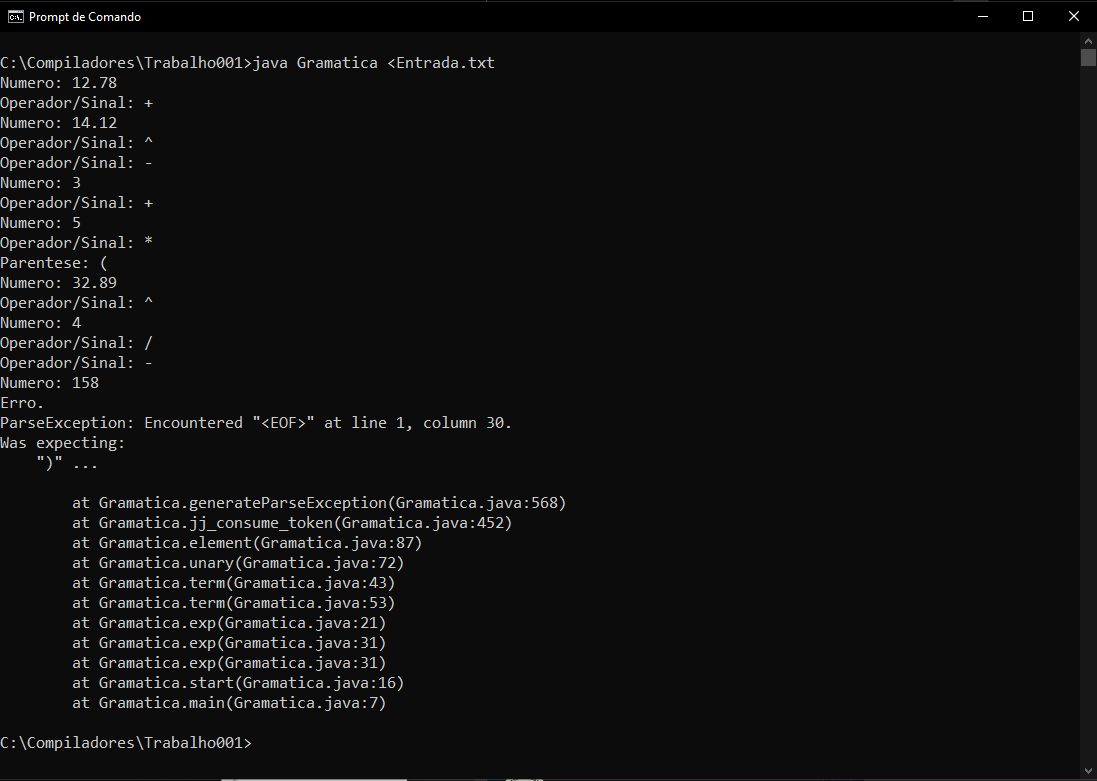 Prompt de Comando
C:\Compiladores\Trabalho001>java Gramatica <Entrada.txt
Numero: 12.78
Operador/Sinal: +
Numero: 14.12
Operador/Sinal: ^
Operador/Sinal: -
Numero: 3
Operador/Sinal: +
Numero: 5
Operador/Sinal: *
Parentese: (
Numero: 32.89
Operador/Sinal: ^
Numero: 4
Operador/Sinal: /
Operador/Sinal: -
Numero: 158
Erro.
ParseException: Encountered "<EOF>" at line 1, column 30.
Was expecting:
    ")" ...
        at Gramatica.generateParseException(Gramatica.java:568)
        at Gramatica.jj_consume_token(Gramatica.java:452)
        at Gramatica.element(Gramatica.java:87)
        at Gramatica.unary(Gramatica.java:72)
        at Gramatica.term(Gramatica.java:43)
        at Gramatica.term(Gramatica.java:53)
        at Gramatica.exp(Gramatica.java:21)
        at Gramatica.exp(Gramatica.java:31)
        at Gramatica.exp(Gramatica.java:31)
        at Gramatica.start(Gramatica.java:16)
        at Gramatica.main(Gramatica.java:7)
C:\Compiladores\Trabalho001>